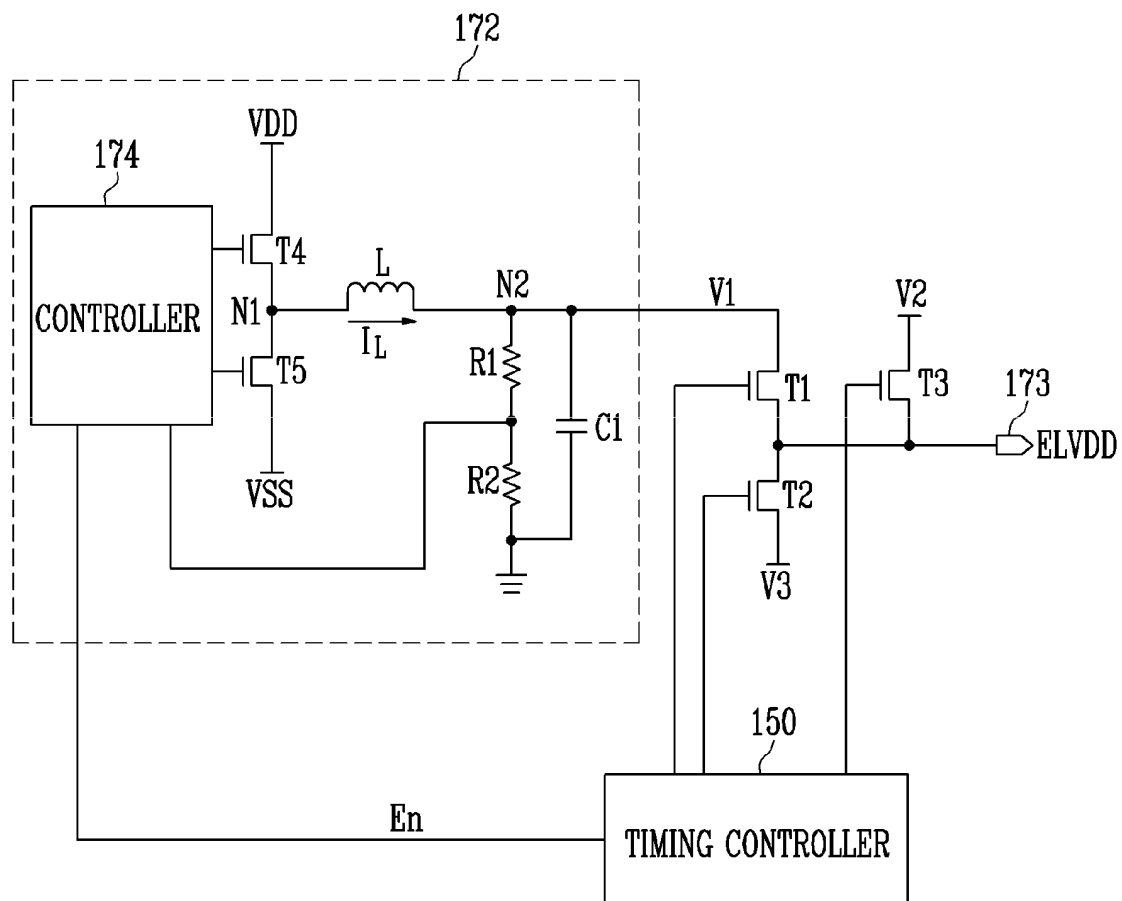 172
VDD
174
T4
L
N2
V1
V2
CONTROLLER
N1
IL
R1
T5
T1
T3
173
C1
ELVDD
R2
T2
VSS
V3
150
En
TIMING CONTROLLER